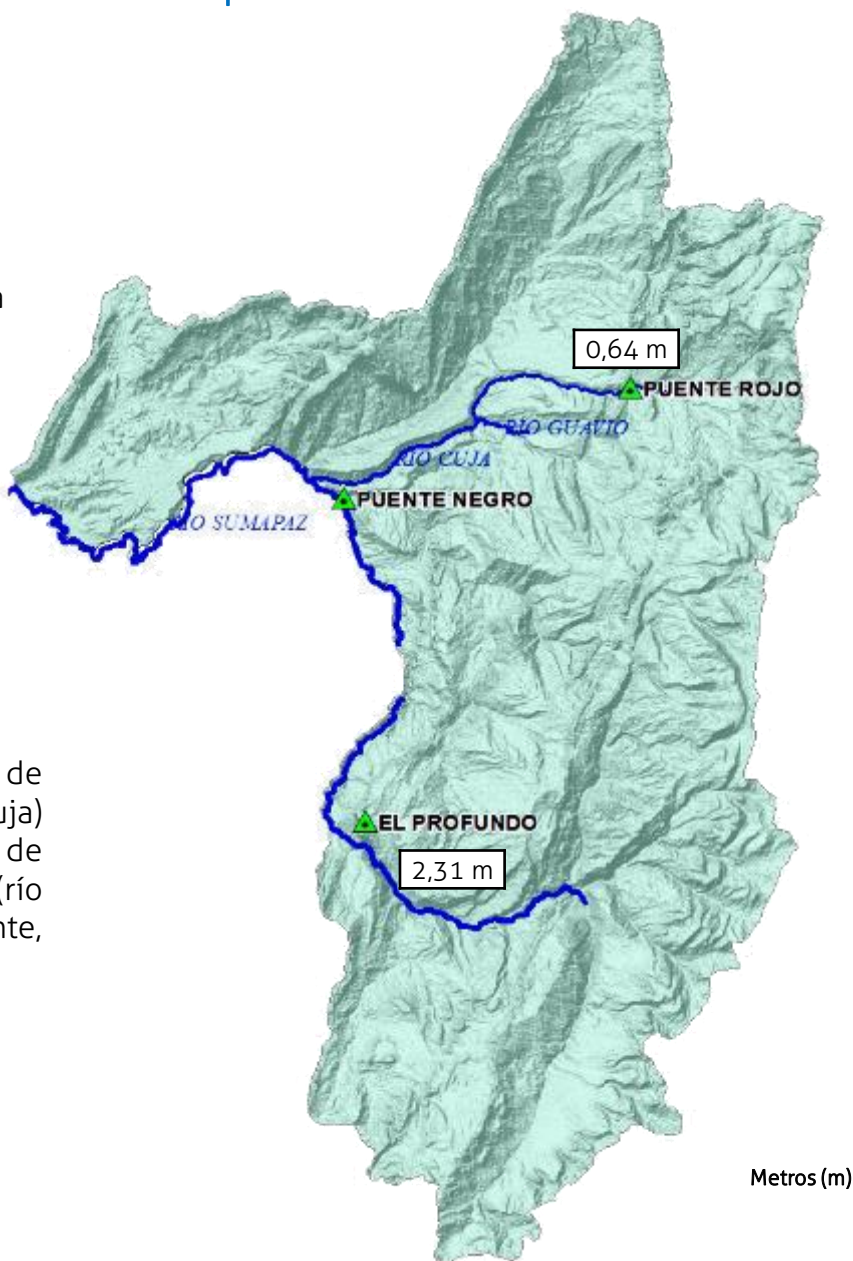 0,64 m
PUENTE ROJO
RIO GUAVIO
RIO CUJA
PUENTE NEGRO
RIO SUMAPAZ
de
uja)
EL PROFUNDO
de
2,31 m
(río
nte,
Metros (m)